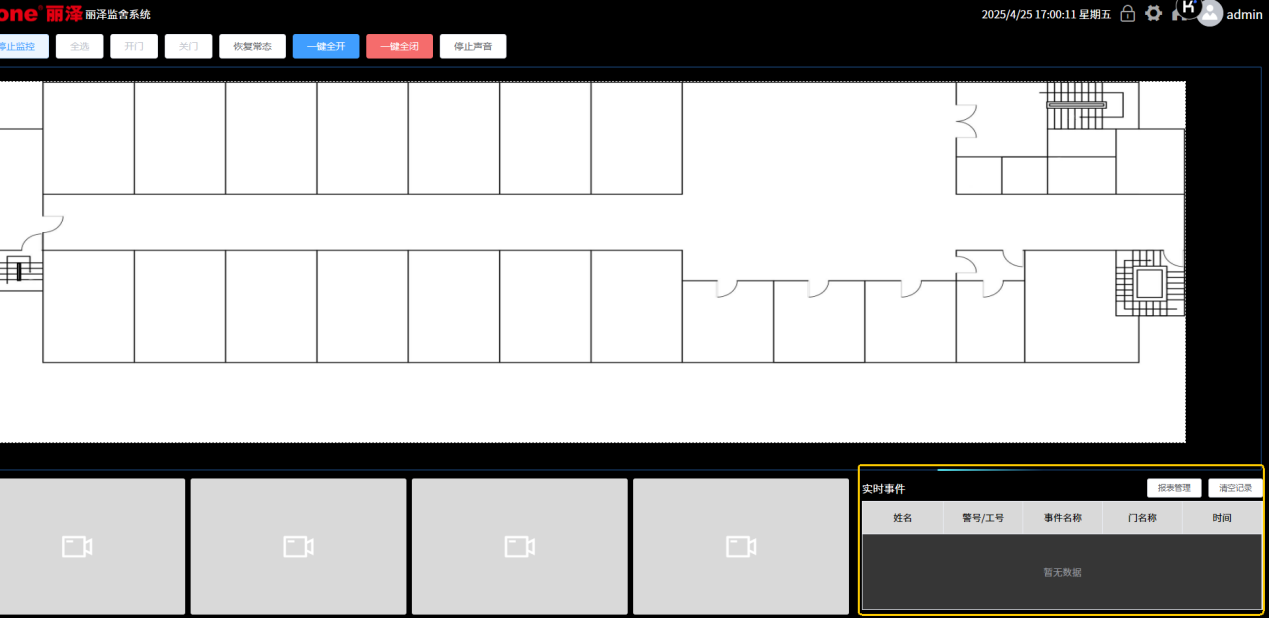 one 丽泽 丽泽监舍系统 2025/4/25 17:00:11 星期五 admin
停止监控 全选 开门 关门 恢复常态 一键全开 一键全闭 停止声音
实时事件 报表管理 清空记录
姓名 警号/工号 事件名称 门名称 时间
暂无数据